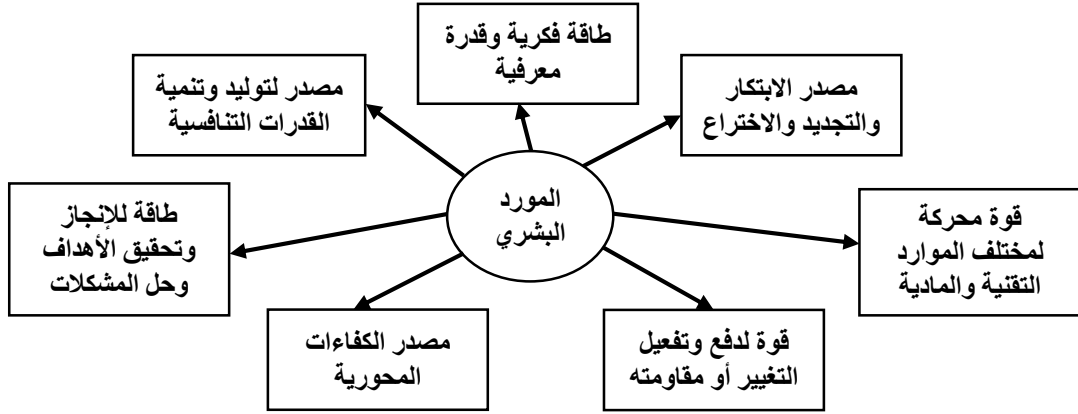 طاقة فكرية وقدرة
معرفية
مصدر الابتكار
والتجديد والاختراع
مصدر لتوليد وتنمية
القدرات التنافسية
المورد
البشري
قوة محركة
لمختلف الموارد
التقنية والمادية
طاقة للإنجاز
وتحقيق الأهداف
وحل المشكلات
قوة لدفع وتفعيل
التغيير أو مقاومته
مصدر الكفاءات
المحورية